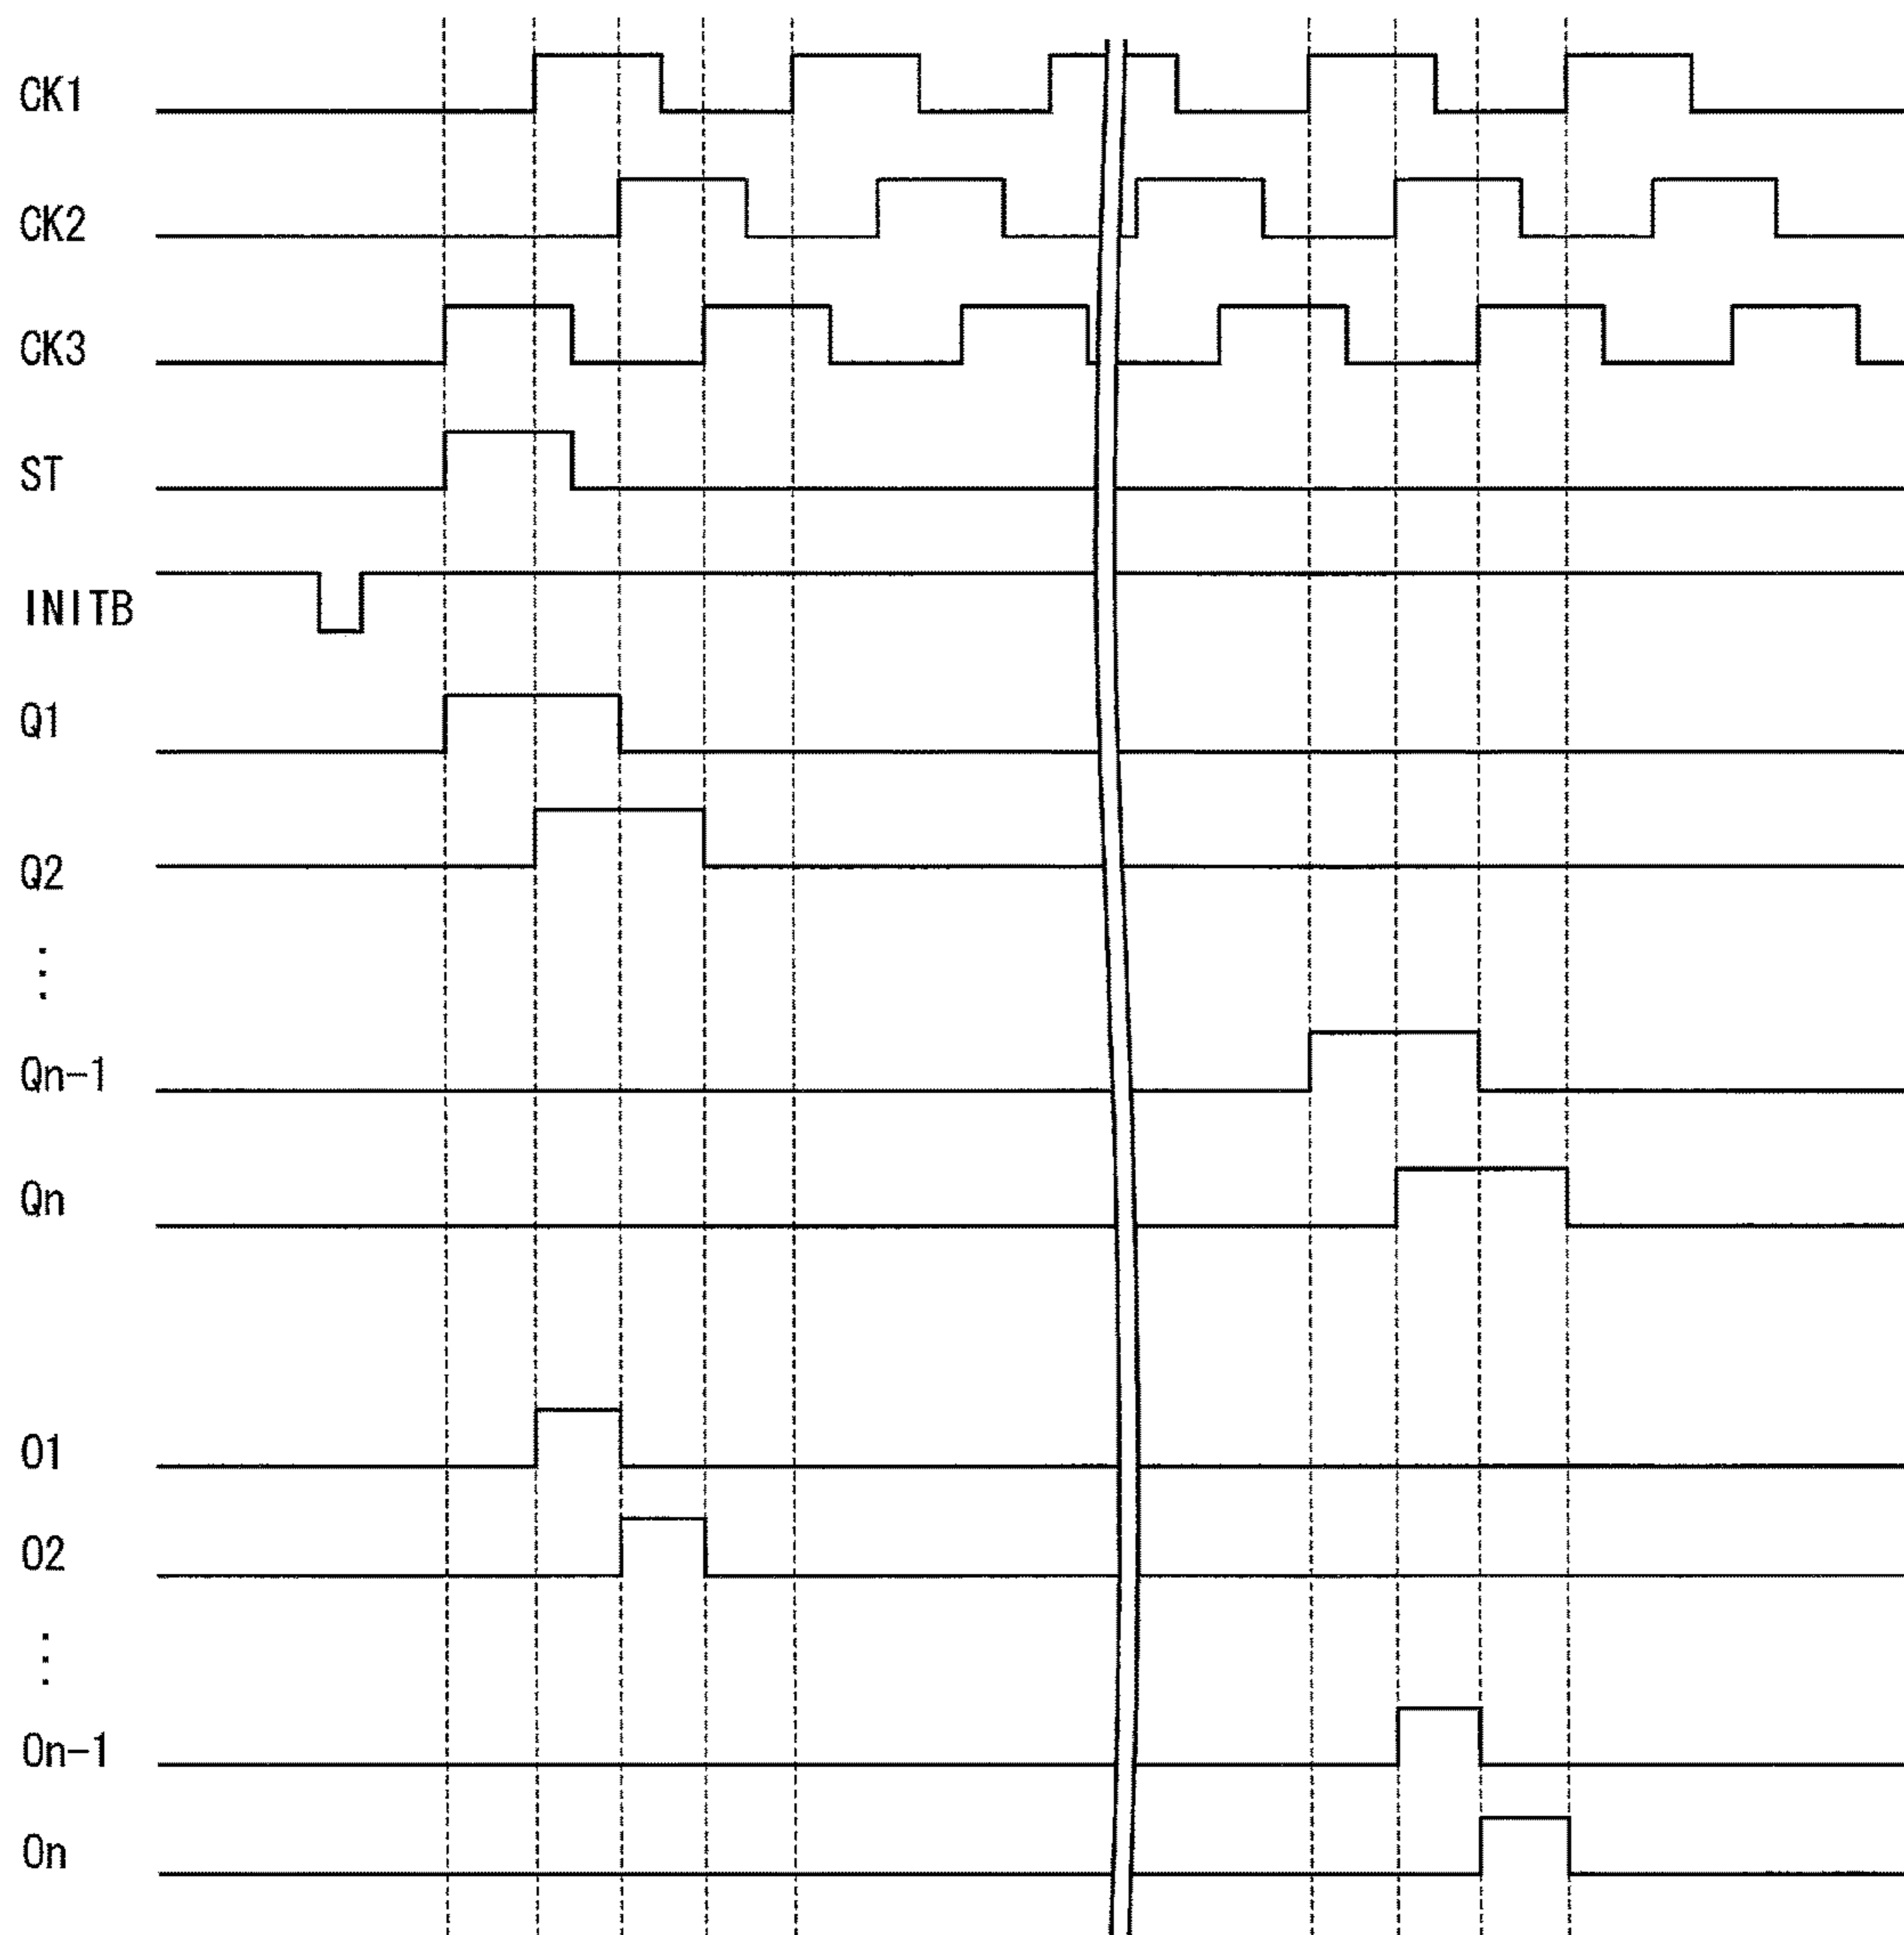 CK1
CK2
CK3
ST
INITB
Q1
Q2
⋮
Qn-1
Qn
O1
O2
⋮
On-1
On